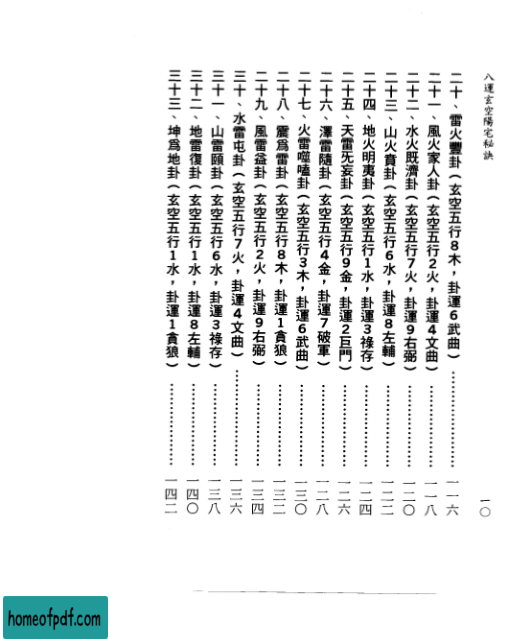 八運玄空陽宅秘訣
一〇
二十、雷火豐卦（玄空五行8木，卦運6武曲）⋯⋯⋯⋯⋯⋯一一六
二十一、風火家人卦（玄空五行2火，卦運4文曲）⋯⋯⋯⋯⋯⋯一一八
二十二、水火既濟卦（玄空五行7火，卦運9右弼）⋯⋯⋯⋯⋯⋯一二〇
二十三、山火賁卦（玄空五行6水，卦運8左輔）⋯⋯⋯⋯⋯⋯一二二
二十四、地火明夷卦（玄空五行1水，卦運3祿存）⋯⋯⋯⋯⋯⋯一二四
二十五、天雷旡妄卦（玄空五行9金，卦運2巨門）⋯⋯⋯⋯⋯⋯一二六
二十六、澤雷隨卦（玄空五行4金，卦運7破軍）⋯⋯⋯⋯⋯⋯一二八
二十七、火雷噬嗑卦（玄空五行3木，卦運6武曲）⋯⋯⋯⋯⋯⋯一三〇
二十八、震爲雷卦（玄空五行8木，卦運1貪狼）⋯⋯⋯⋯⋯⋯一三二
二十九、風雷益卦（玄空五行2火，卦運9右弼）⋯⋯⋯⋯⋯⋯一三四
三十、水雷屯卦（玄空五行7火，卦運4文曲）⋯⋯⋯⋯⋯⋯一三六
三十一、山雷頤卦（玄空五行6水，卦運3祿存）⋯⋯⋯⋯⋯⋯一三八
三十二、地雷復卦（玄空五行1水，卦運8左輔）⋯⋯⋯⋯⋯⋯一四〇
三十三、坤爲地卦（玄空五行1水，卦運1貪狼）⋯⋯⋯⋯⋯⋯一四二
homeofpdf.com